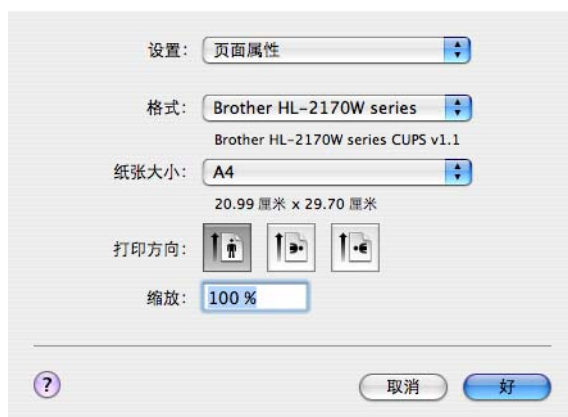 设置： 页面属性
格式： Brother HL-2170W series
Brother HL-2170W series CUPS v1.1
纸张大小： A4
20.99 厘米 x 29.70 厘米
打印方向：
缩放： 100 %
? 取消 好